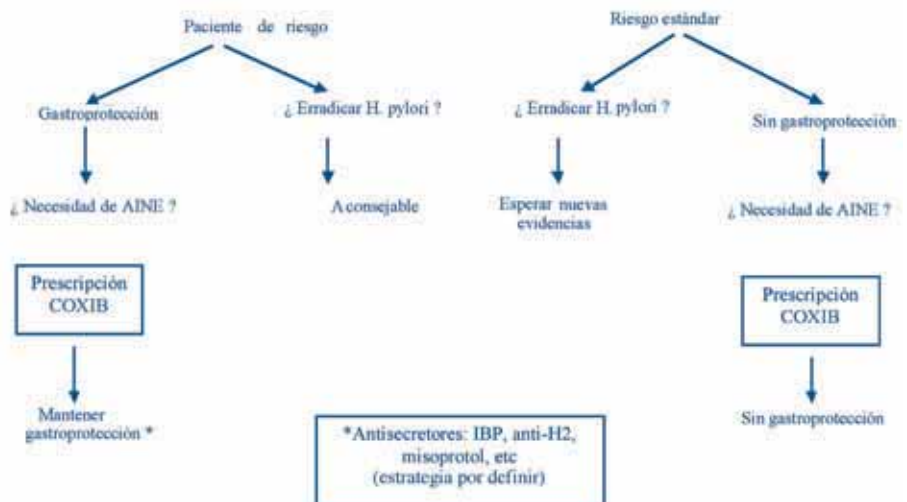 Paciente de riesgo
Riesgo estándar
Gastroprotección
¿ Erradicar H. pylori ?
¿ Erradicar H. pylori ?
Sin gastroprotección
¿ Necesidad de AINE ?
Aconsejable
Esperar nuevas
evidencias
¿ Necesidad de AINE ?
Prescripción
COXIB
Prescripción
COXIB
Mantener
gastroprotección *
Sin gastroprotección
*Antisecretores: IBP, anti-H2,
misoprotol, etc
(estrategia por definir)